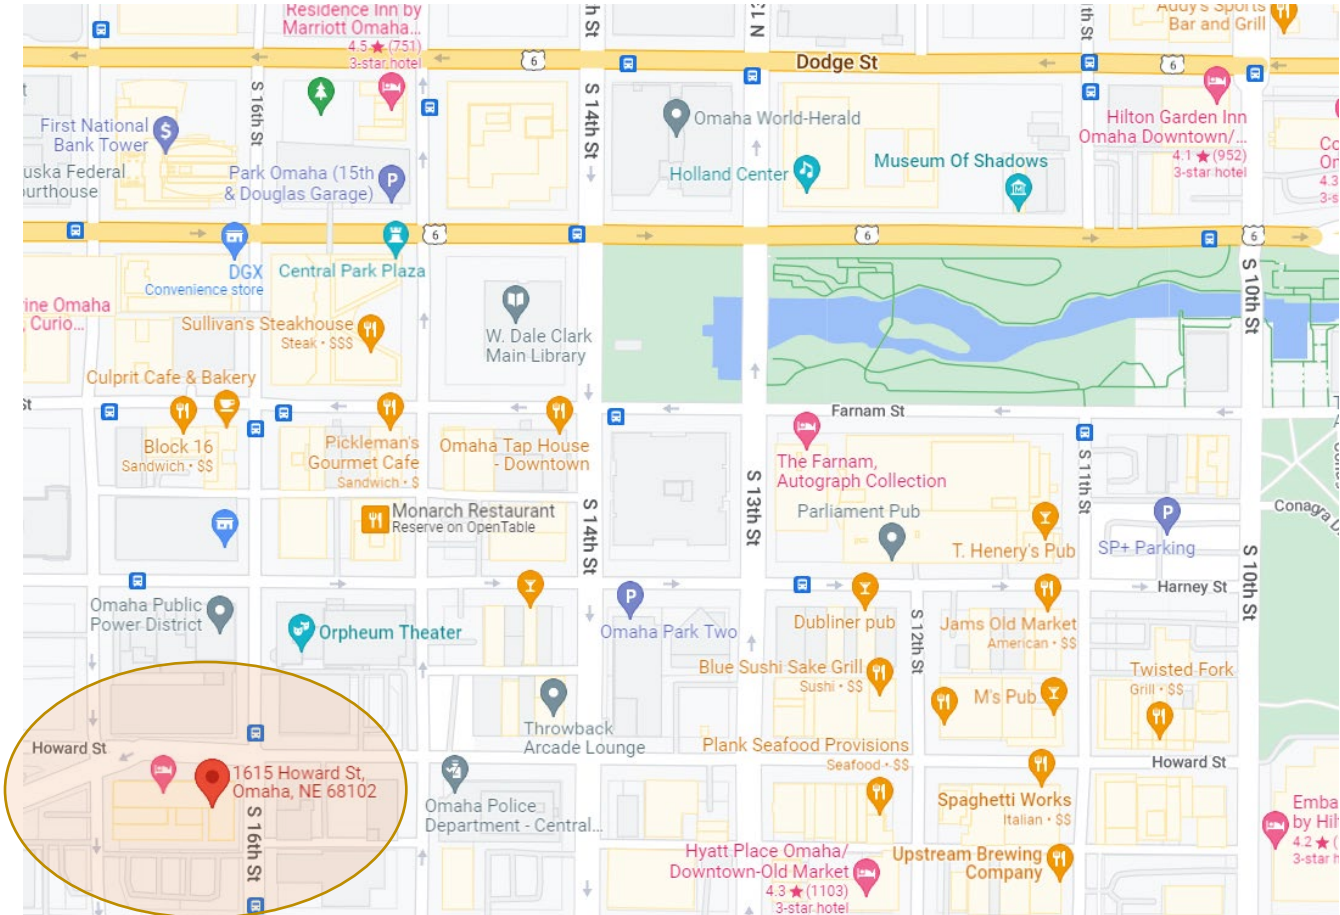 Residence Inn by
Marriott Omaha...
4.5 ★ (751)
3-star hotel
Addy's Sports
Bar and Grill
6
Dodge St
6
S 16th St
S 14th St
First National
Bank Tower
Omaha World-Herald
Hilton Garden Inn
Omaha Downtown/...
4.1 ★ (952)
3-star hotel
Park Omaha (15th
& Douglas Garage)
P
Holland Center
Museum Of Shadows
6
6
6
DGX
Convenience store
Central Park Plaza
S 10th St
Sullivan's Steakhouse
Steak • $$$
W. Dale Clark
Main Library
Culprit Cafe & Bakery
Farnam St
Block 16
Sandwich • $$
Pickleman's
Gourmet Cafe
Sandwich • $
Omaha Tap House
- Downtown
The Farnam,
Autograph Collection
S 13th St
S 11th St
Monarch Restaurant
Reserve on OpenTable
S 14th St
Parliament Pub
T. Henery's Pub
P
SP+ Parking
S 10th St
Harney St
Omaha Public
Power District
Orpheum Theater
P
Omaha Park Two
Dubliner pub
S 12th St
Jams Old Market
American • $$
Blue Sushi Sake Grill
Sushi • $$
M's Pub
Twisted Fork
Grill • $$
Throwback
Arcade Lounge
Howard St
Plank Seafood Provisions
Seafood • $$
Howard St
1615 Howard St,
Omaha, NE 68102
S 16th St
Omaha Police
Department - Central...
Spaghetti Works
Italian • $$
Hyatt Place Omaha/
Downtown-Old Market
4.3 ★ (1103)
3-star hotel
Upstream Brewing
Company